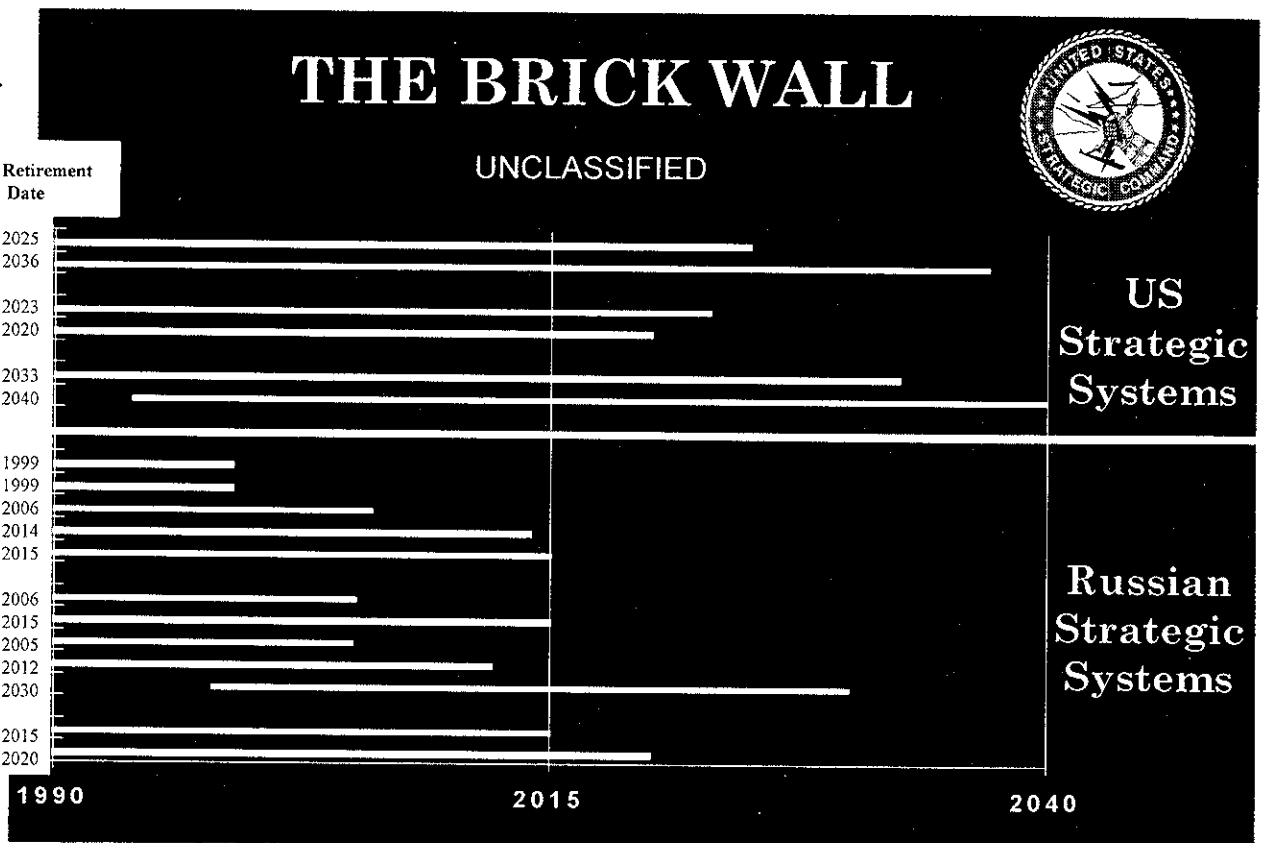 THE BRICK WALL
UNITED STATES
STRATEGIC COMMAND
UNCLASSIFIED
Retirement
Date
2025
2036
2023
2020
2033
2040
US
Strategic
Systems
1999
1999
2006
2014
2015
2006
2015
2005
2012
2030
2015
2020
Russian
Strategic
Systems
1990
2015
2040